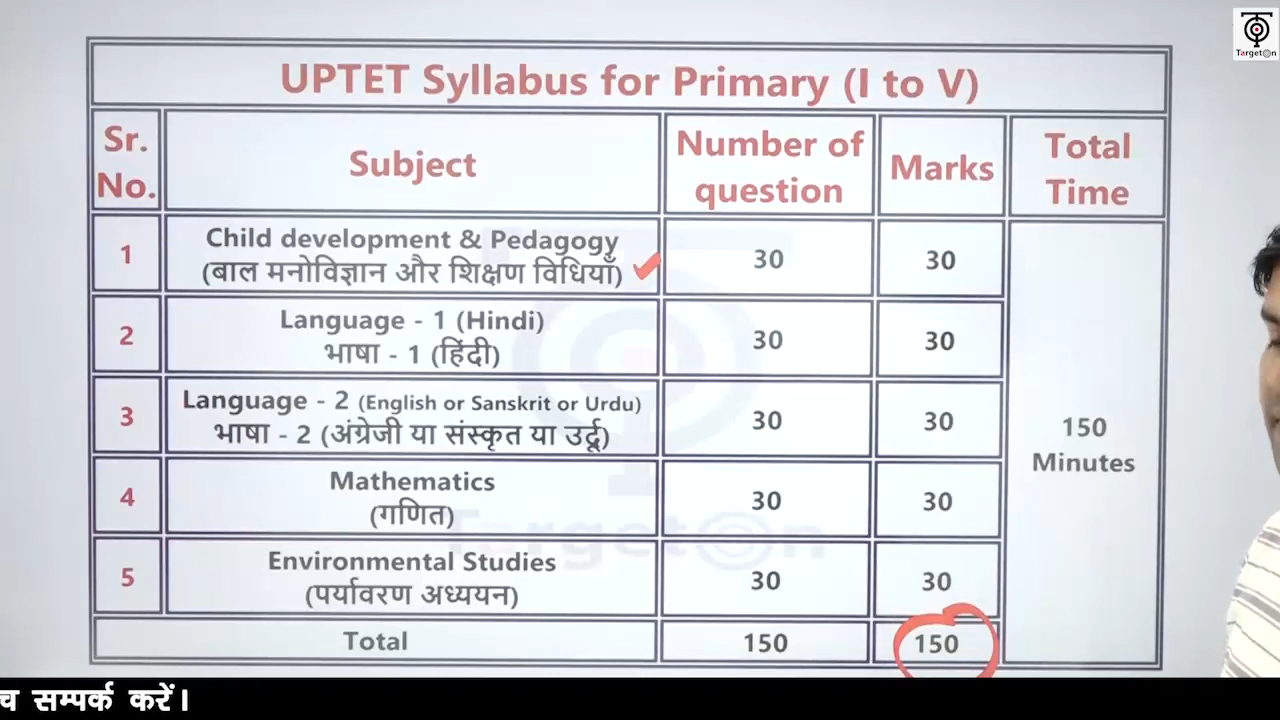 TargetOn
UPTET Syllabus for Primary (I to V)
Sr. No. Subject Number of question Marks Total Time
1 Child development & Pedagogy 30 30
(बाल मनोविज्ञान और शिक्षण विधियाँ)
2 Language - 1 (Hindi) 30 30
भाषा - 1 (हिंदी)
3 Language - 2 (English or Sanskrit or Urdu) 30 30
भाषा - 2 (अंग्रेजी या संस्कृत या उर्दू)
150 Minutes
4 Mathematics 30 30
(गणित)
TargetOn
5 Environmental Studies 30 30
(पर्यावरण अध्ययन)
Total 150 150
च सम्पर्क करें।